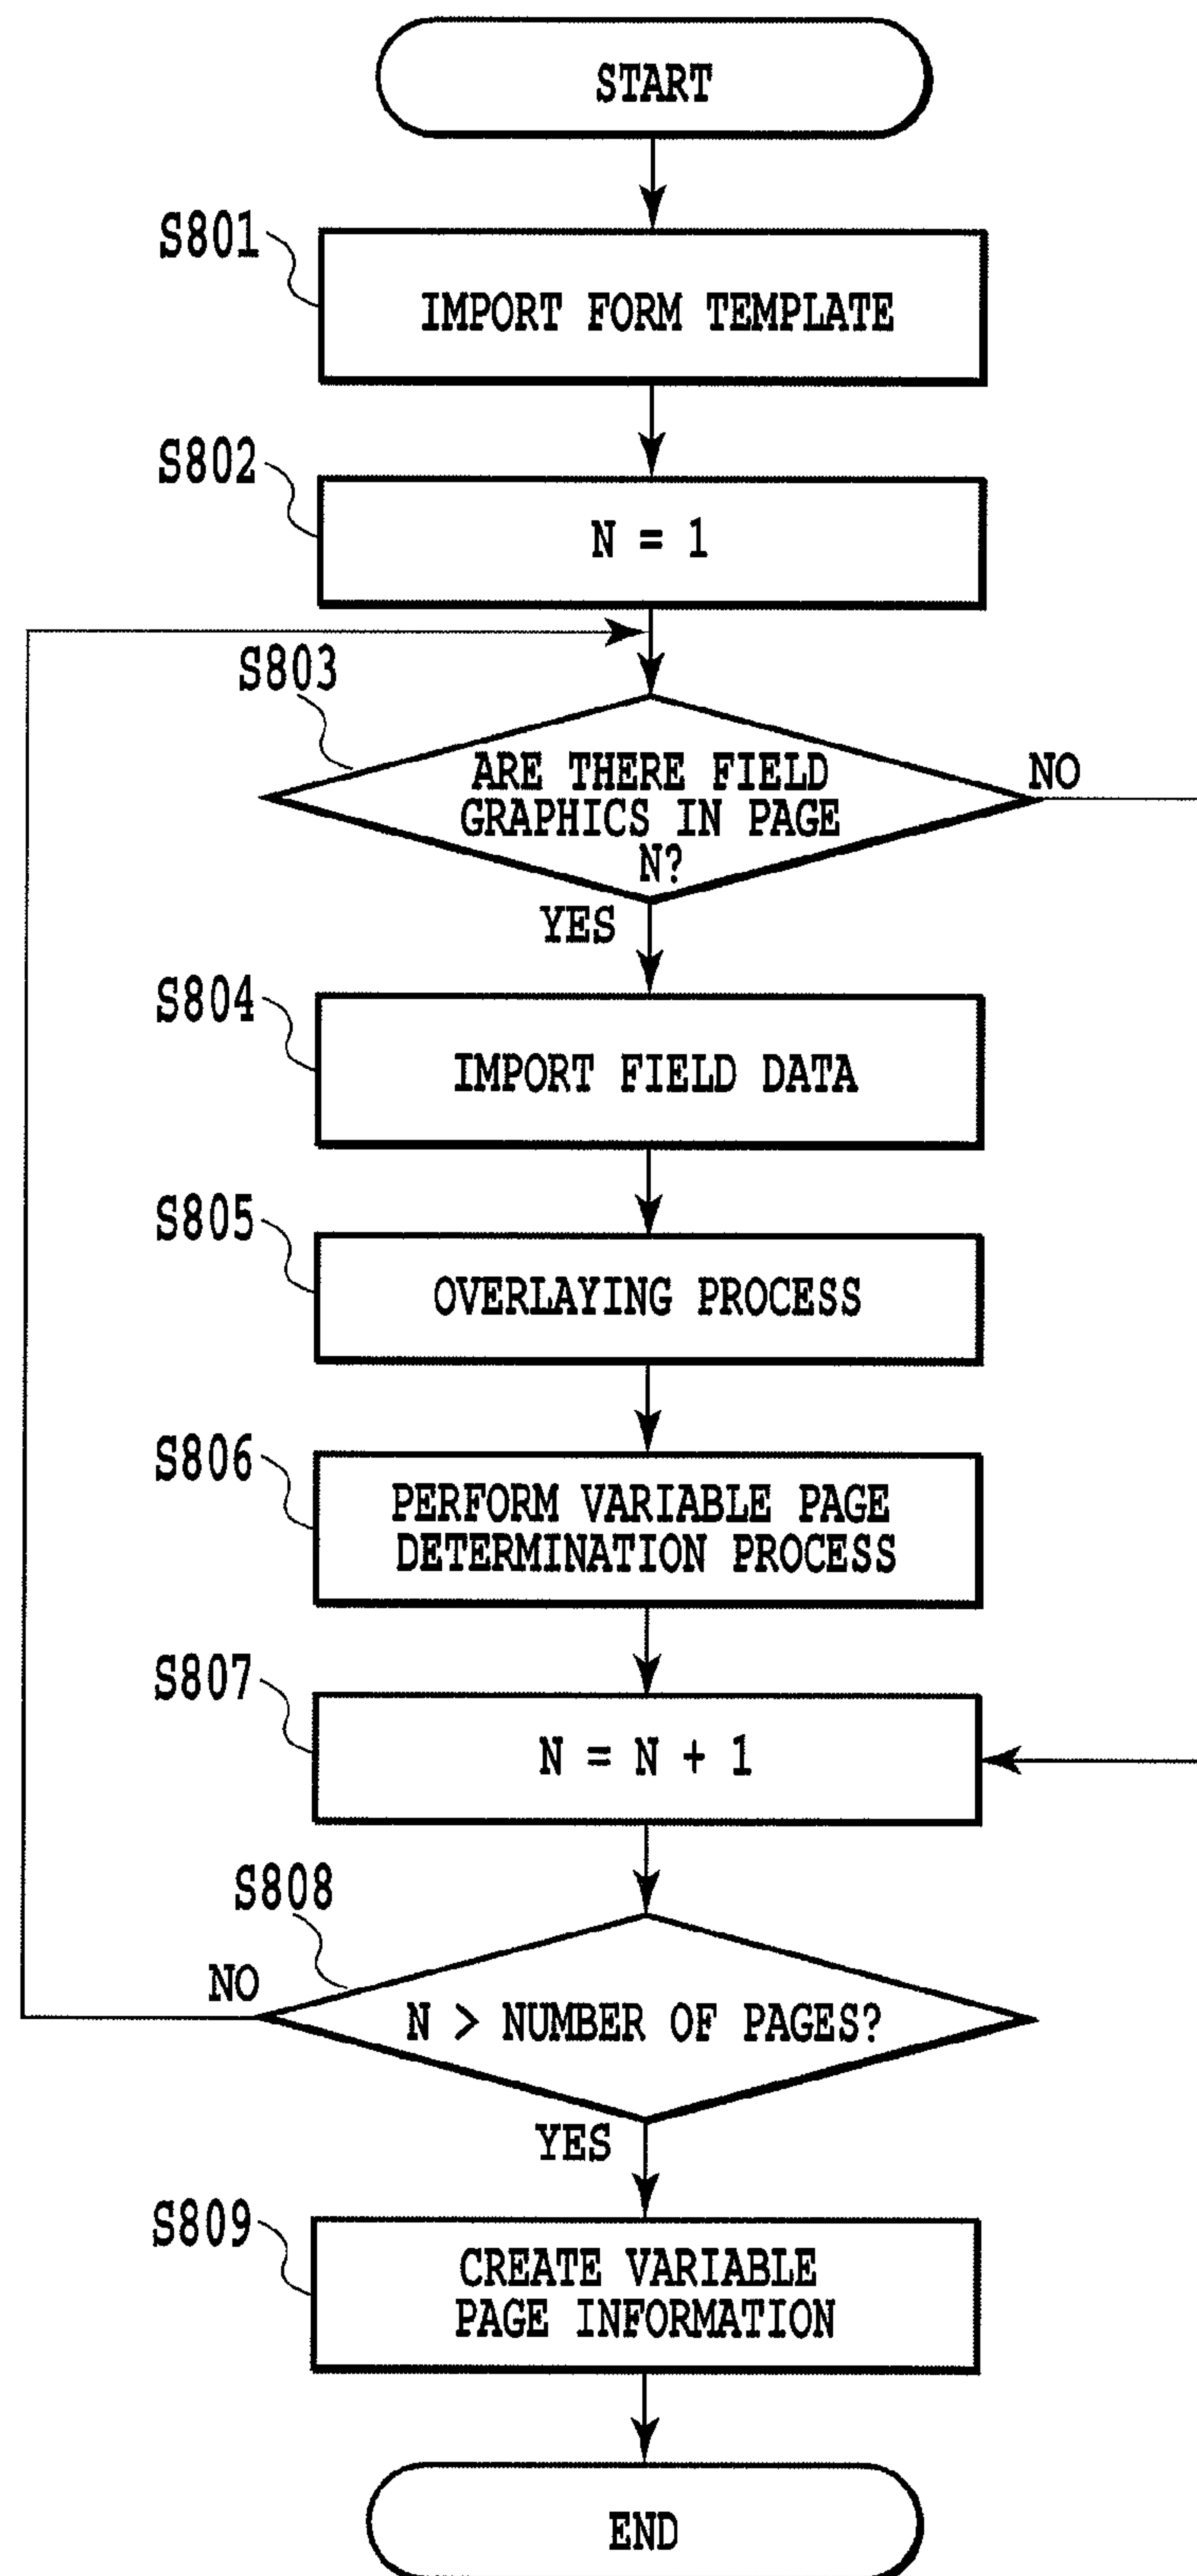 START
S801
IMPORT FORM TEMPLATE
S802
N = 1
S803
ARE THERE FIELD
GRAPHICS IN PAGE
N?
NO
YES
S804
IMPORT FIELD DATA
S805
OVERLAYING PROCESS
S806
PERFORM VARIABLE PAGE
DETERMINATION PROCESS
S807
N = N + 1
S808
NO
N > NUMBER OF PAGES?
YES
S809
CREATE VARIABLE
PAGE INFORMATION
END